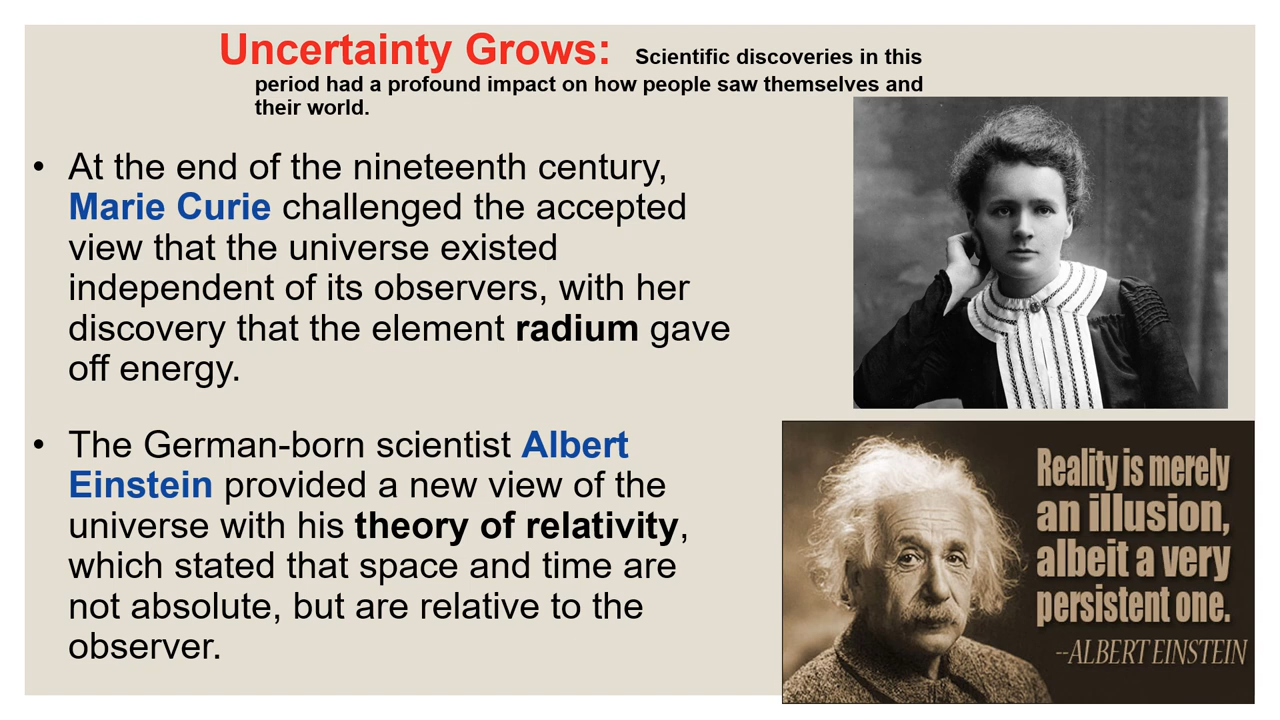 Uncertainty Grows: Scientific discoveries in this
period had a profound impact on how people saw themselves and
their world.
• At the end of the nineteenth century,
Marie Curie challenged the accepted
view that the universe existed
independent of its observers, with her
discovery that the element radium gave
off energy.
• The German-born scientist Albert
Einstein provided a new view of the
universe with his theory of relativity,
which stated that space and time are
not absolute, but are relative to the
observer.
Reality is merely
an illusion,
albeit a very
persistent one.
--ALBERT EINSTEIN